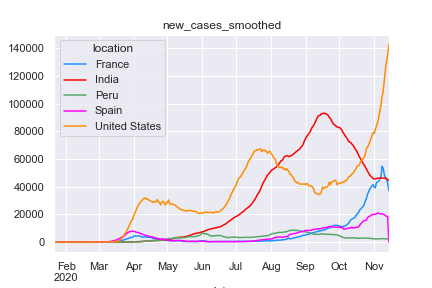 new_cases_smoothed
location
France
India
Peru
Spain
United States
140000
120000
100000
80000
60000
40000
20000
0
Feb Mar Apr May Jun Jul Aug Sep Oct Nov
2020